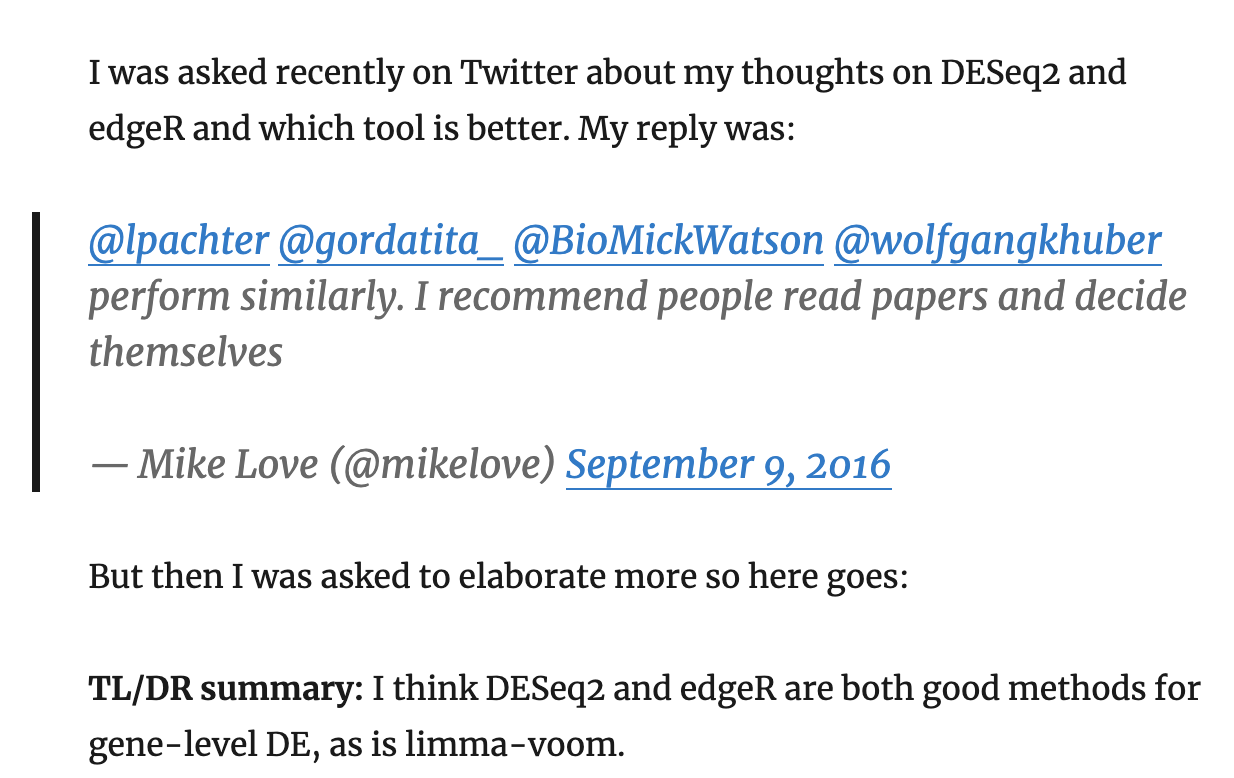 I was asked recently on Twitter about my thoughts on DESeq2 and
edgeR and which tool is better. My reply was:
@lpachter @gordatita_ @BioMickWatson @wolfgangkhuber
perform similarly. I recommend people read papers and decide
themselves
— Mike Love (@mikelove) September 9, 2016
But then I was asked to elaborate more so here goes:
TL/DR summary: I think DESeq2 and edgeR are both good methods for
gene-level DE, as is limma-voom.